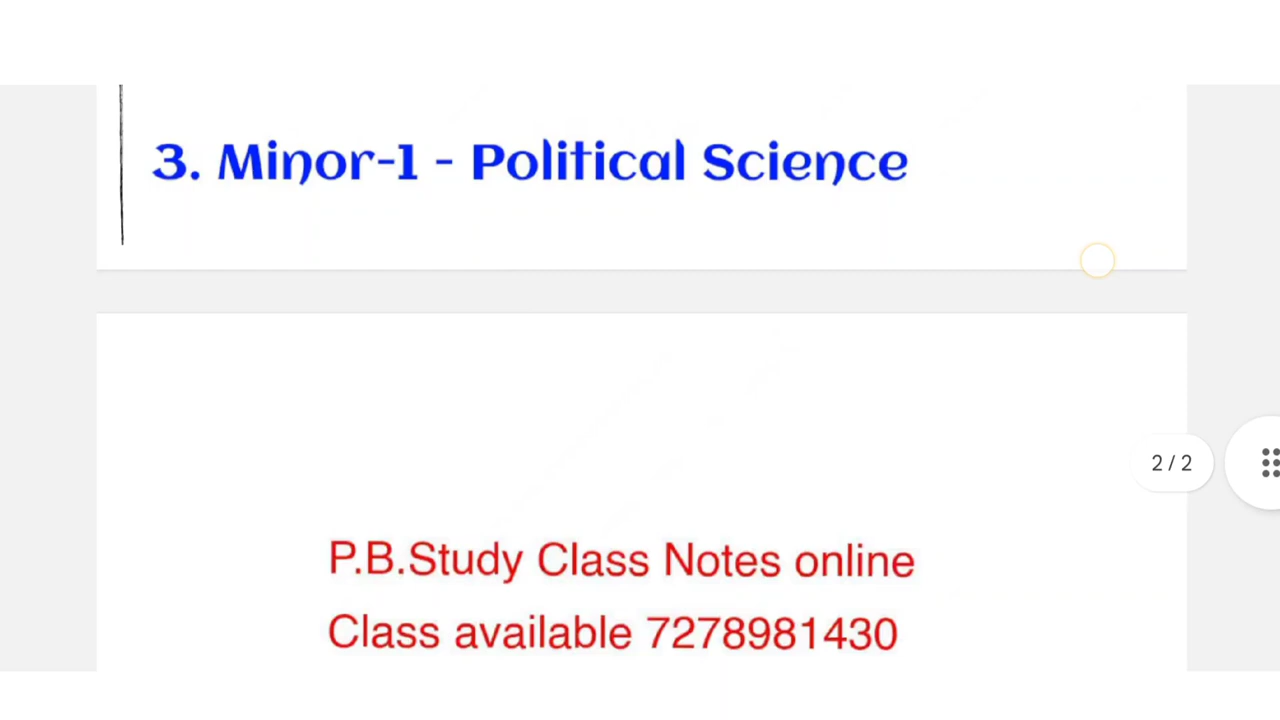 3. Minor-1 - Political Science
2 / 2
P.B.Study Class Notes online
Class available 7278981430